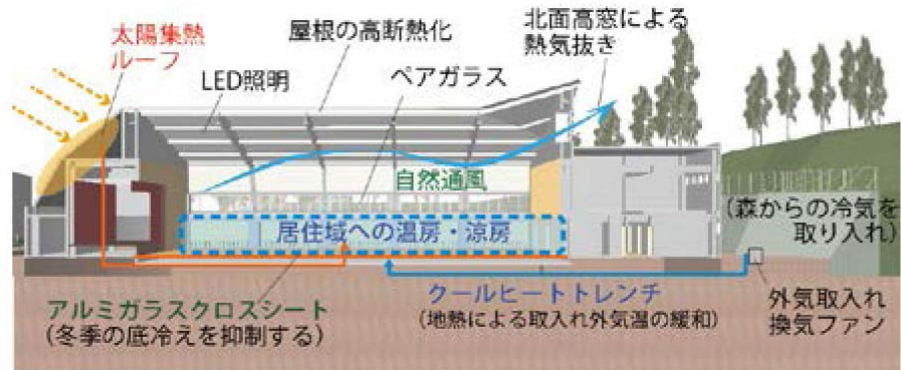 太陽集熱
ルーフ
屋根の高断熱化
北面高窓による
熱気抜き
LED照明
ペアガラス
自然通風
居住域への温房・涼房
(森からの冷気を
取り入れ)
アルミガラスクロスシート
(冬季の底冷えを抑制する)
クールヒートトレンチ
(地熱による取入れ外気温の緩和)
外気取入れ
換気ファン